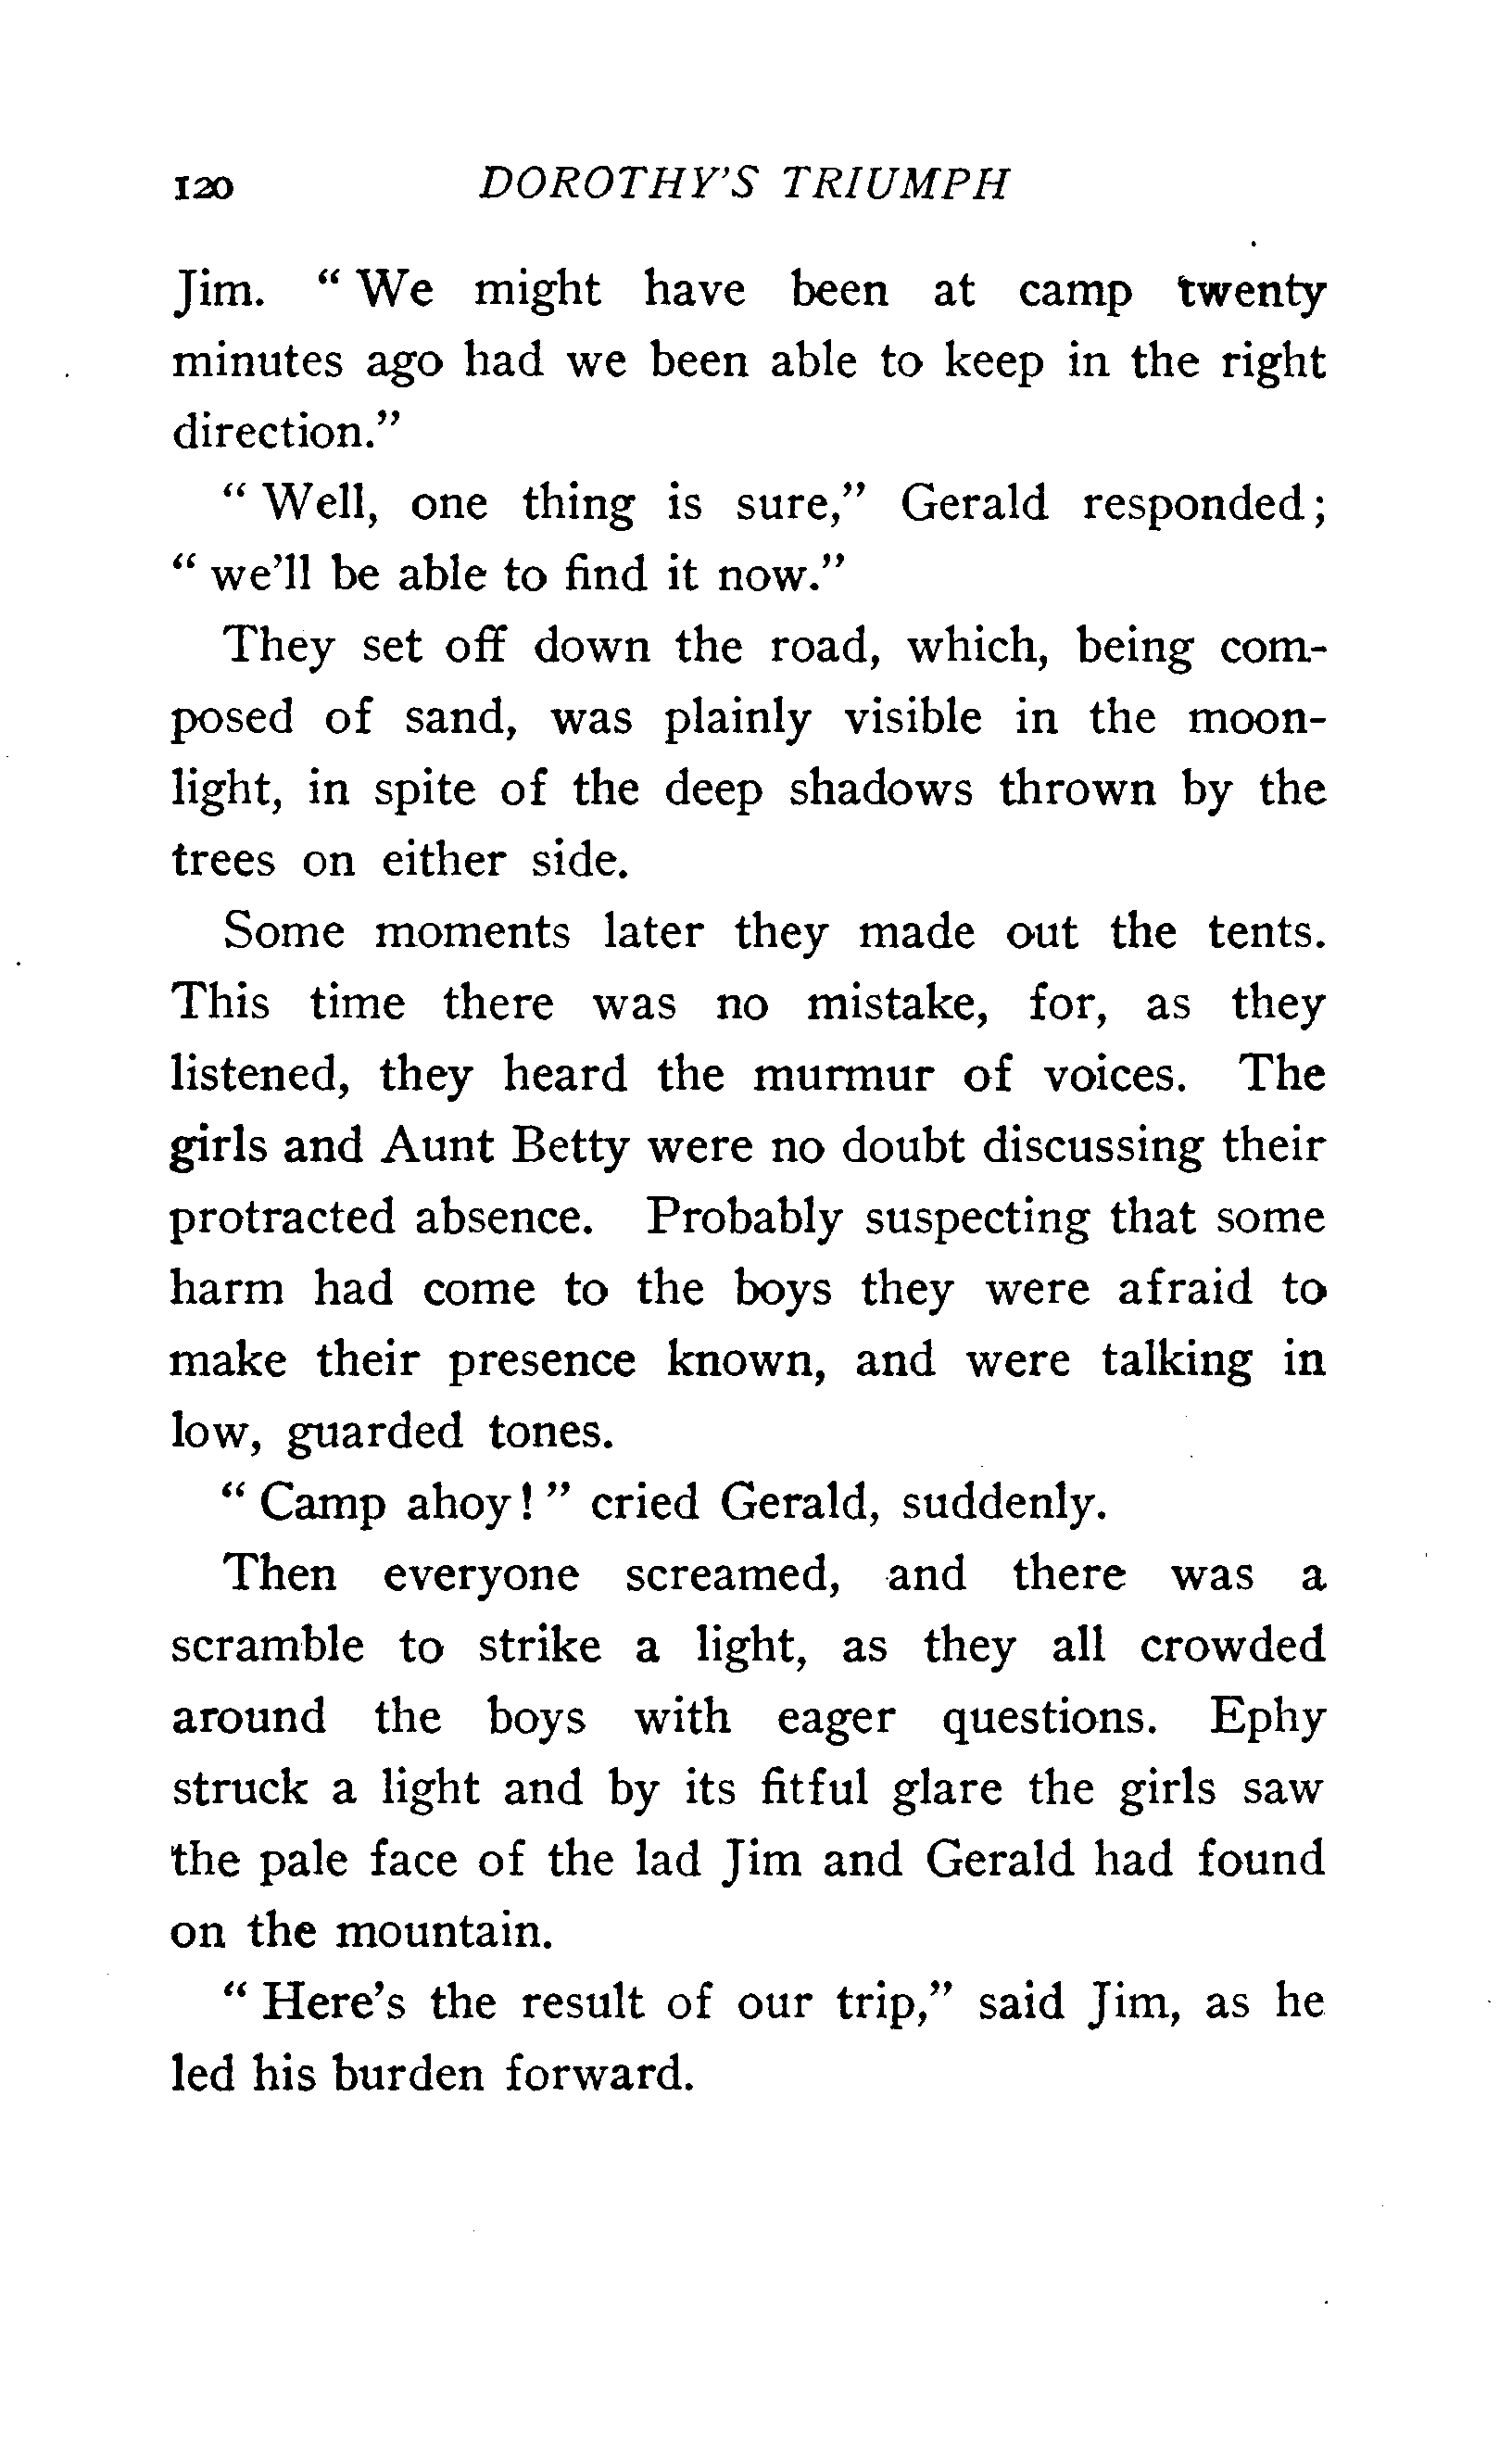 120 DOROTHY'S TRIUMPH
Jim. " We might have been at camp twenty
minutes ago had we been able to keep in the right
direction."
" Well, one thing is sure," Gerald responded;
" we'll be able to find it now."
They set off down the road, which, being com-
posed of sand, was plainly visible in the moon-
light, in spite of the deep shadows thrown by the
trees on either side.
Some moments later they made out the tents.
This time there was no mistake, for, as they
listened, they heard the murmur of voices. The
girls and Aunt Betty were no doubt discussing their
protracted absence. Probably suspecting that some
harm had come to the boys they were afraid to
make their presence known, and were talking in
low, guarded tones.
" Camp ahoy! " cried Gerald, suddenly.
Then everyone screamed, and there was a
scramble to strike a light, as they all crowded
around the boys with eager questions. Ephy
struck a light and by its fitful glare the girls saw
the pale face of the lad Jim and Gerald had found
on the mountain.
" Here's the result of our trip," said Jim, as he
led his burden forward.